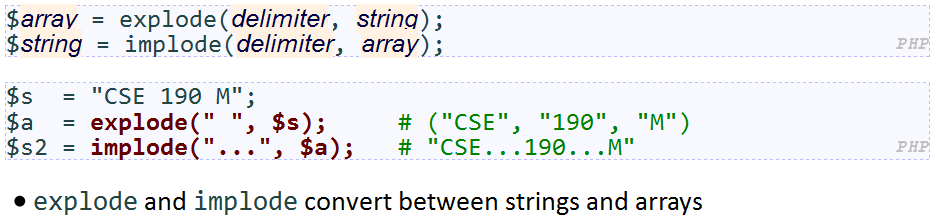 $array = explode(delimiter, string);
$string = implode(delimiter, array);
PHP
$s  = "CSE 190 M";
$a  = explode(" ", $s);     # ("CSE", "190", "M")
$s2 = implode("...", $a);   # "CSE...190...M"
PHP
• explode and implode convert between strings and arrays